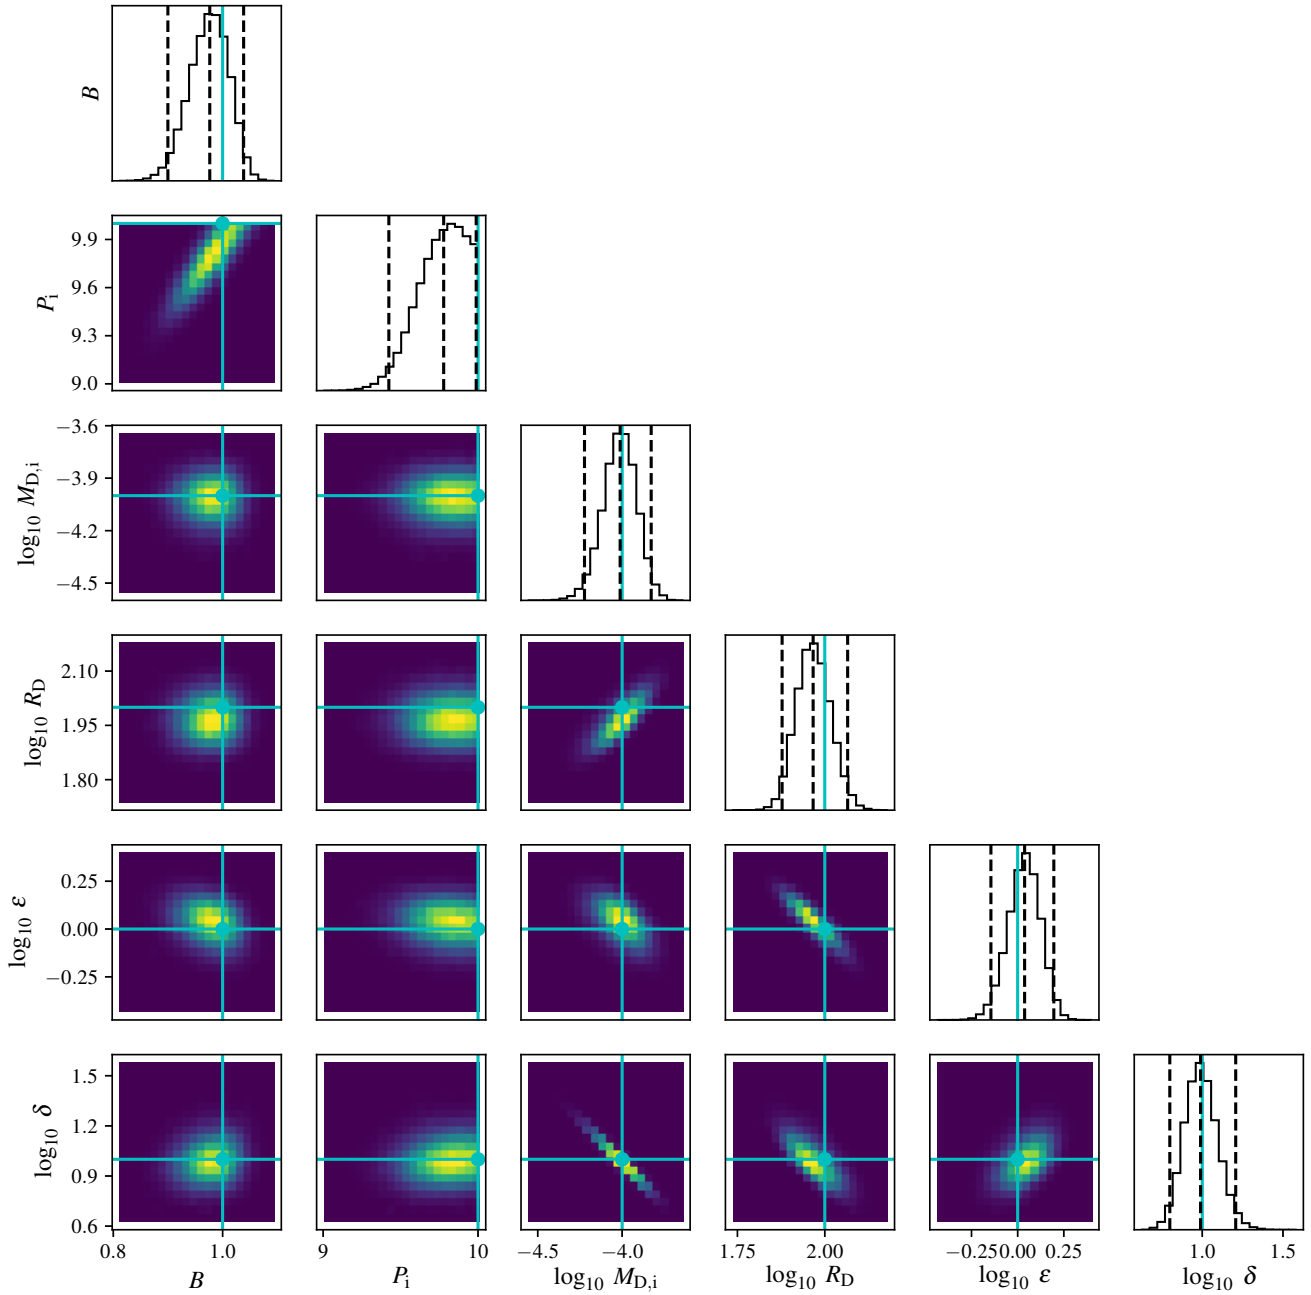 B
P_i
9.9
9.6
9.3
9.0
log₁₀ M_D,i
−3.6
−3.9
−4.2
−4.5
log₁₀ R_D
2.10
1.95
1.80
log₁₀ ε
0.25
0.00
−0.25
log₁₀ δ
1.5
1.2
0.9
0.6
0.8 1.0 9 10 −4.5 −4.0 1.75 2.00 −0.25 0.00 0.25 1.0 1.5
B P_i log₁₀ M_D,i log₁₀ R_D log₁₀ ε log₁₀ δ